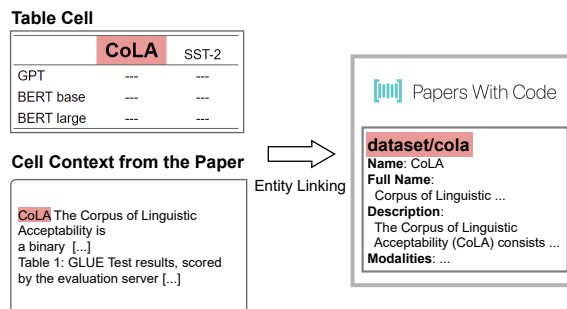 Table Cell
CoLA SST-2
GPT --- ---
BERT base --- ---
BERT large --- ---
Cell Context from the Paper
CoLA The Corpus of Linguistic
Acceptability is
a binary [...]
Table 1: GLUE Test results, scored
by the evaluation server [...]
Entity Linking
Papers With Code
dataset/cola
Name: CoLA
Full Name:
Corpus of Linguistic ...
Description:
The Corpus of Linguistic
Acceptability (CoLA) consists ...
Modalities: ...